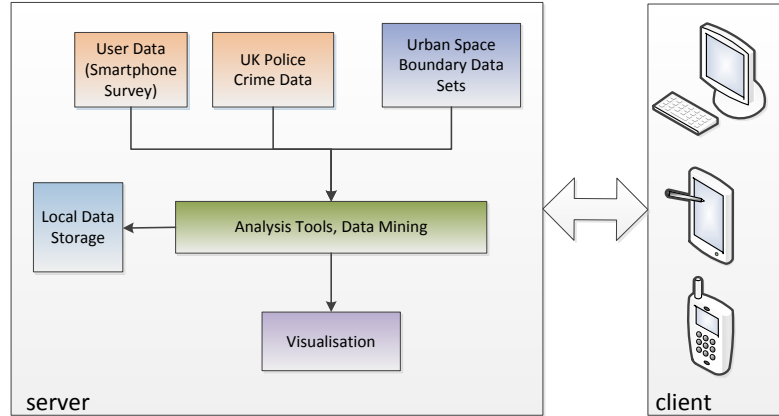 User Data
(Smartphone
Survey)
UK Police
Crime Data
Urban Space
Boundary Data
Sets
Local Data
Storage
Analysis Tools, Data Mining
Visualisation
server
client